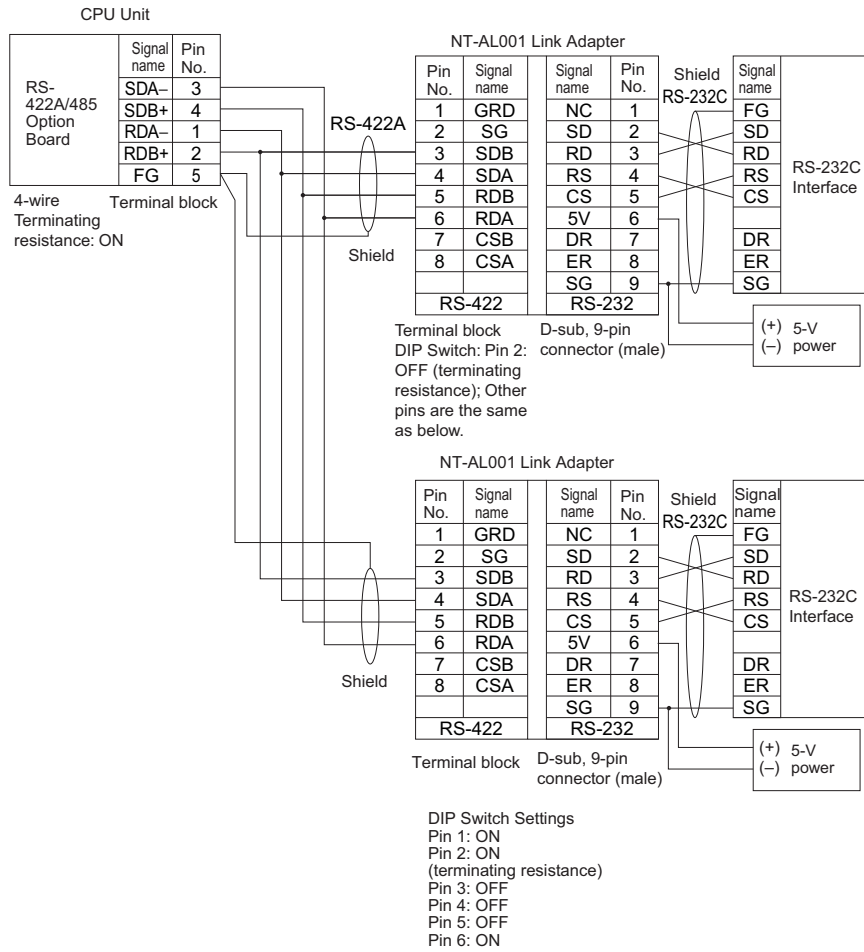 CPU Unit
RS-422A/485 Option Board
Signal name Pin No.
SDA– 3
SDB+ 4
RDA– 1
RDB+ 2
FG 5
4-wire
Terminating
resistance: ON
Terminal block
RS-422A
Shield
NT-AL001 Link Adapter
Pin No. Signal name Signal name Pin No.
1 GRD NC 1
2 SG SD 2
3 SDB RD 3
4 SDA RS 4
5 RDB CS 5
6 RDA 5V 6
7 CSB DR 7
8 CSA ER 8
SG 9
RS-422 RS-232
Shield
RS-232C
Signal name
FG
SD
RD
RS
CS
DR
ER
SG
RS-232C
Interface
(+) 5-V
(–) power
Terminal block
DIP Switch: Pin 2:
OFF (terminating
resistance); Other
pins are the same
as below.
D-sub, 9-pin
connector (male)
NT-AL001 Link Adapter
Shield
Pin No. Signal name Signal name Pin No.
1 GRD NC 1
2 SG SD 2
3 SDB RD 3
4 SDA RS 4
5 RDB CS 5
6 RDA 5V 6
7 CSB DR 7
8 CSA ER 8
SG 9
RS-422 RS-232
Shield
RS-232C
Signal name
FG
SD
RD
RS
CS
DR
ER
SG
RS-232C
Interface
(+) 5-V
(–) power
Terminal block
D-sub, 9-pin
connector (male)
DIP Switch Settings
Pin 1: ON
Pin 2: ON
(terminating resistance)
Pin 3: OFF
Pin 4: OFF
Pin 5: OFF
Pin 6: ON